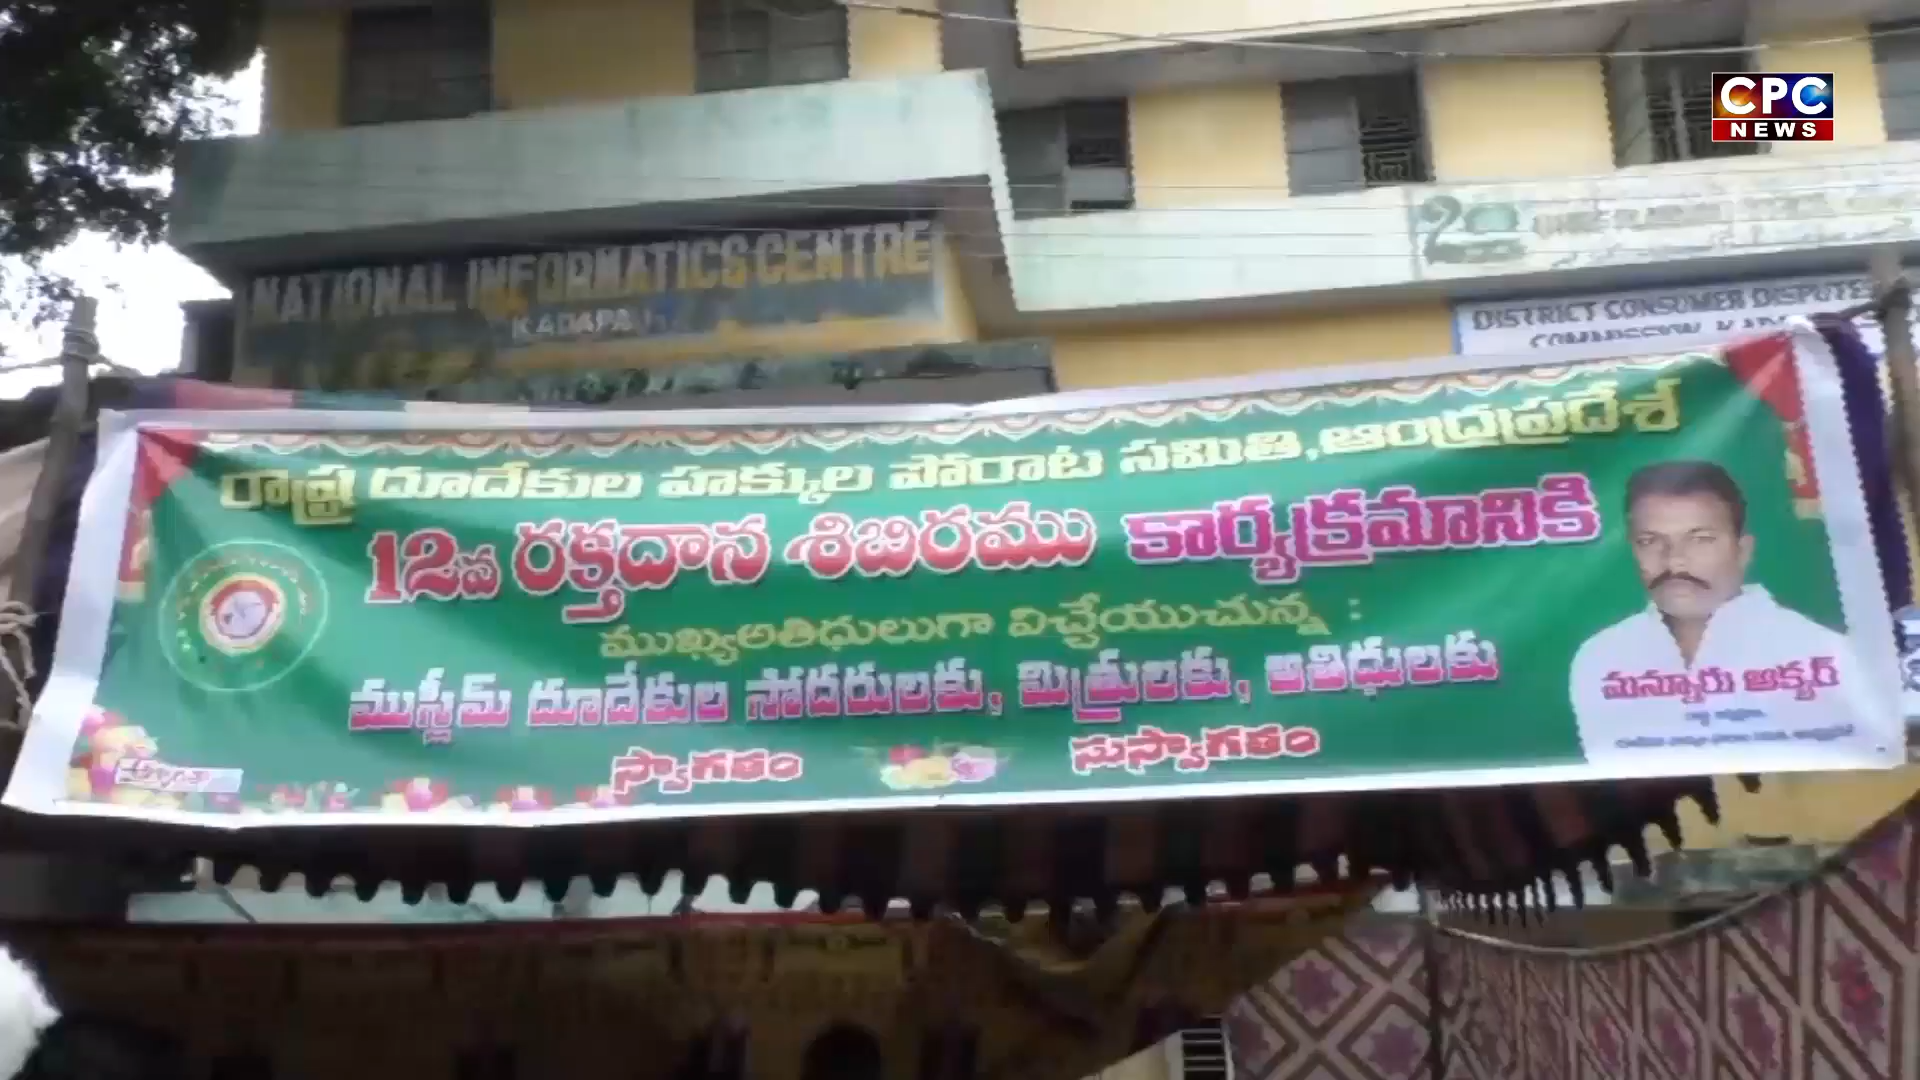 CPC
NEWS
NATIONAL INFORMATICS CENTRE
KADAPA
DISTRICT CONSUMER DISPUTES
రాష్ట్ర దూదేకుల హక్కుల పోరాట సమితి, ఆంధ్రప్రదేశ్
12వ రక్తదాన శిబిరము కార్యక్రమానికి
ముఖ్యఅతిధులుగా విచ్చేయుచున్న :
ముస్లీమ్ దూదేకుల సోదరులకు, మిత్రులకు, అతిథులకు
స్వాగతం సుస్వాగతం
మన్నూరు అక్బర్